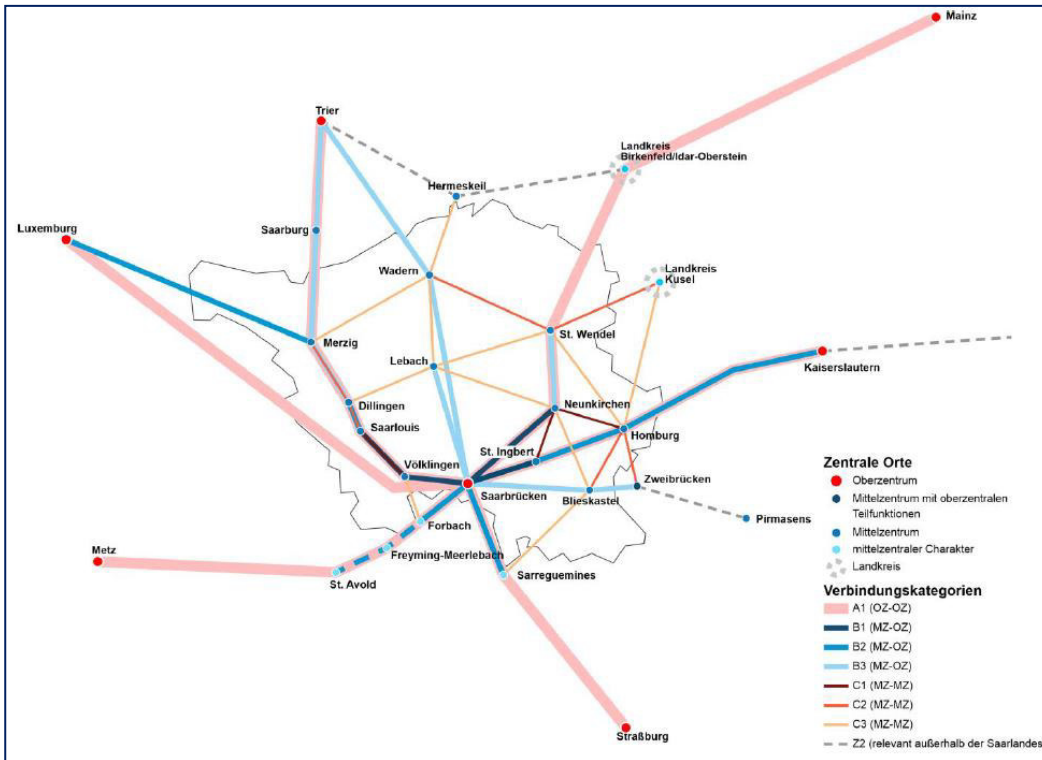 Mainz
Trier
Landkreis
Birkenfeld/Idar-Oberstein
Hermeskeil
Luxemburg
Saarburg
Wadern
Landkreis
Kusel
St. Wendel
Merzig
Lebach
Kaiserslautern
Dillingen
Neunkirchen
Saarlouis
Homburg
St. Ingbert
Völklingen
Saarbrücken
Blieskastel
Zweibrücken
Forbach
Pirmasens
Freyming-Meerlebach
Metz
St. Avold
Sarreguemines
Straßburg
Zentrale Orte
Oberzentrum
Mittelzentrum mit oberzentralen
Teilfunktionen
Mittelzentrum
mittelzentraler Charakter
Landkreis
Verbindungskategorien
A1 (OZ-OZ)
B1 (MZ-OZ)
B2 (MZ-OZ)
B3 (MZ-OZ)
C1 (MZ-MZ)
C2 (MZ-MZ)
C3 (MZ-MZ)
Z2 (relevant außerhalb der Saarlandes